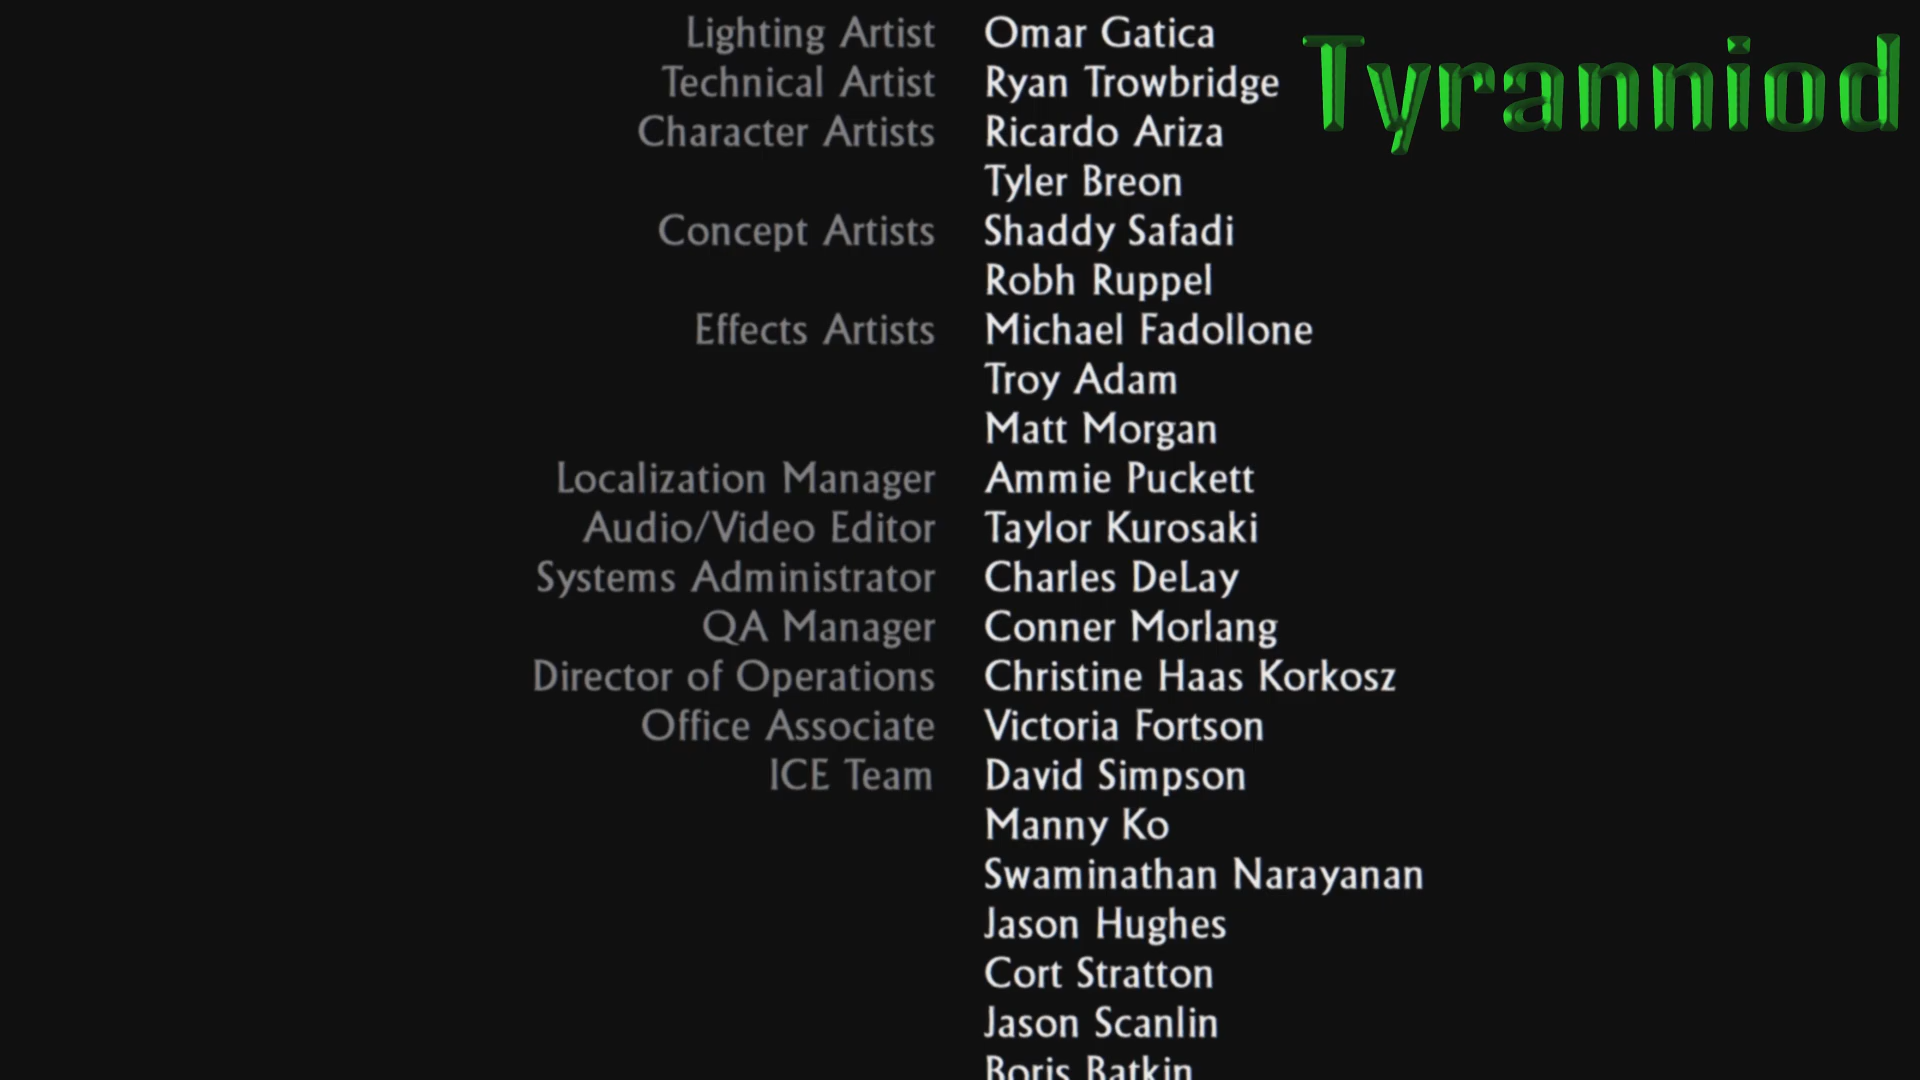 Lighting Artist Omar Gatica
Tyranniod
Technical Artist Ryan Trowbridge
Character Artists Ricardo Ariza
Tyler Breon
Concept Artists Shaddy Safadi
Robh Ruppel
Effects Artists Michael Fadollone
Troy Adam
Matt Morgan
Localization Manager Ammie Puckett
Audio/Video Editor Taylor Kurosaki
Systems Administrator Charles DeLay
QA Manager Conner Morlang
Director of Operations Christine Haas Korkosz
Office Associate Victoria Fortson
ICE Team David Simpson
Manny Ko
Swaminathan Narayanan
Jason Hughes
Cort Stratton
Jason Scanlin
Boris Batkin